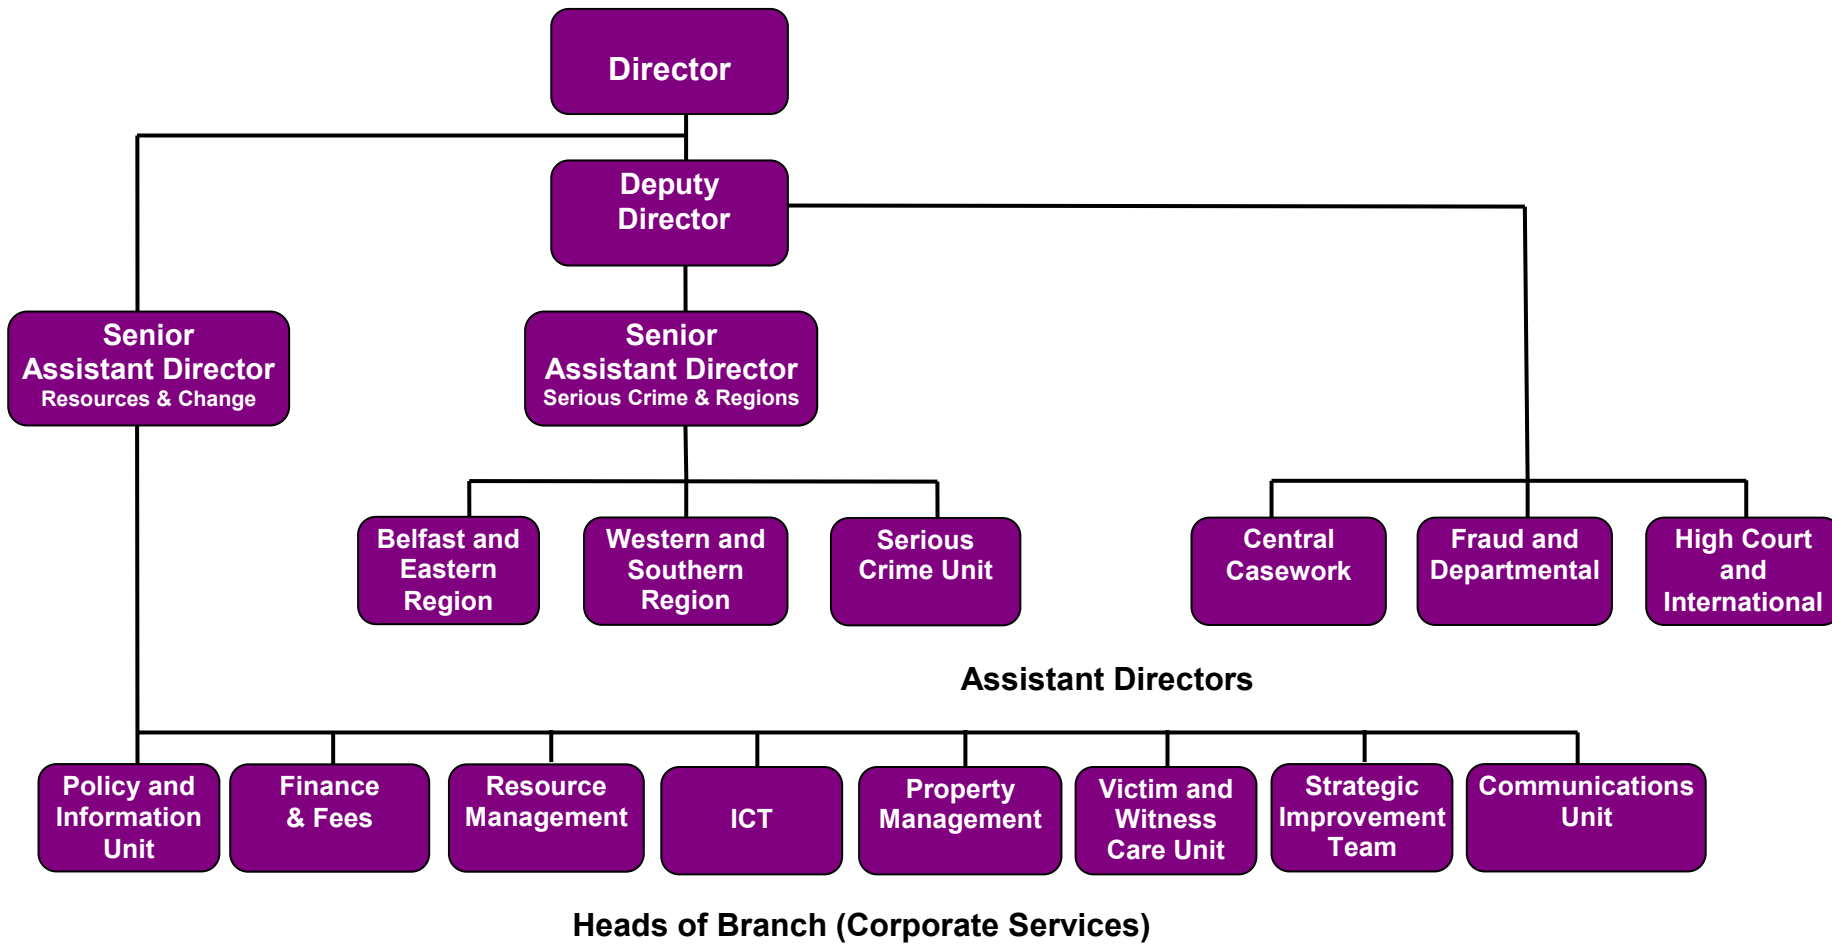 Director
Deputy
Director
Senior
Assistant Director
Resources & Change
Senior
Assistant Director
Serious Crime & Regions
Belfast and
Eastern
Region
Western and
Southern
Region
Serious
Crime Unit
Central
Casework
Fraud and
Departmental
High Court
and
International
Assistant Directors
Policy and
Information
Unit
Finance
& Fees
Resource
Management
ICT
Property
Management
Victim and
Witness
Care Unit
Strategic
Improvement
Team
Communications
Unit
Heads of Branch (Corporate Services)